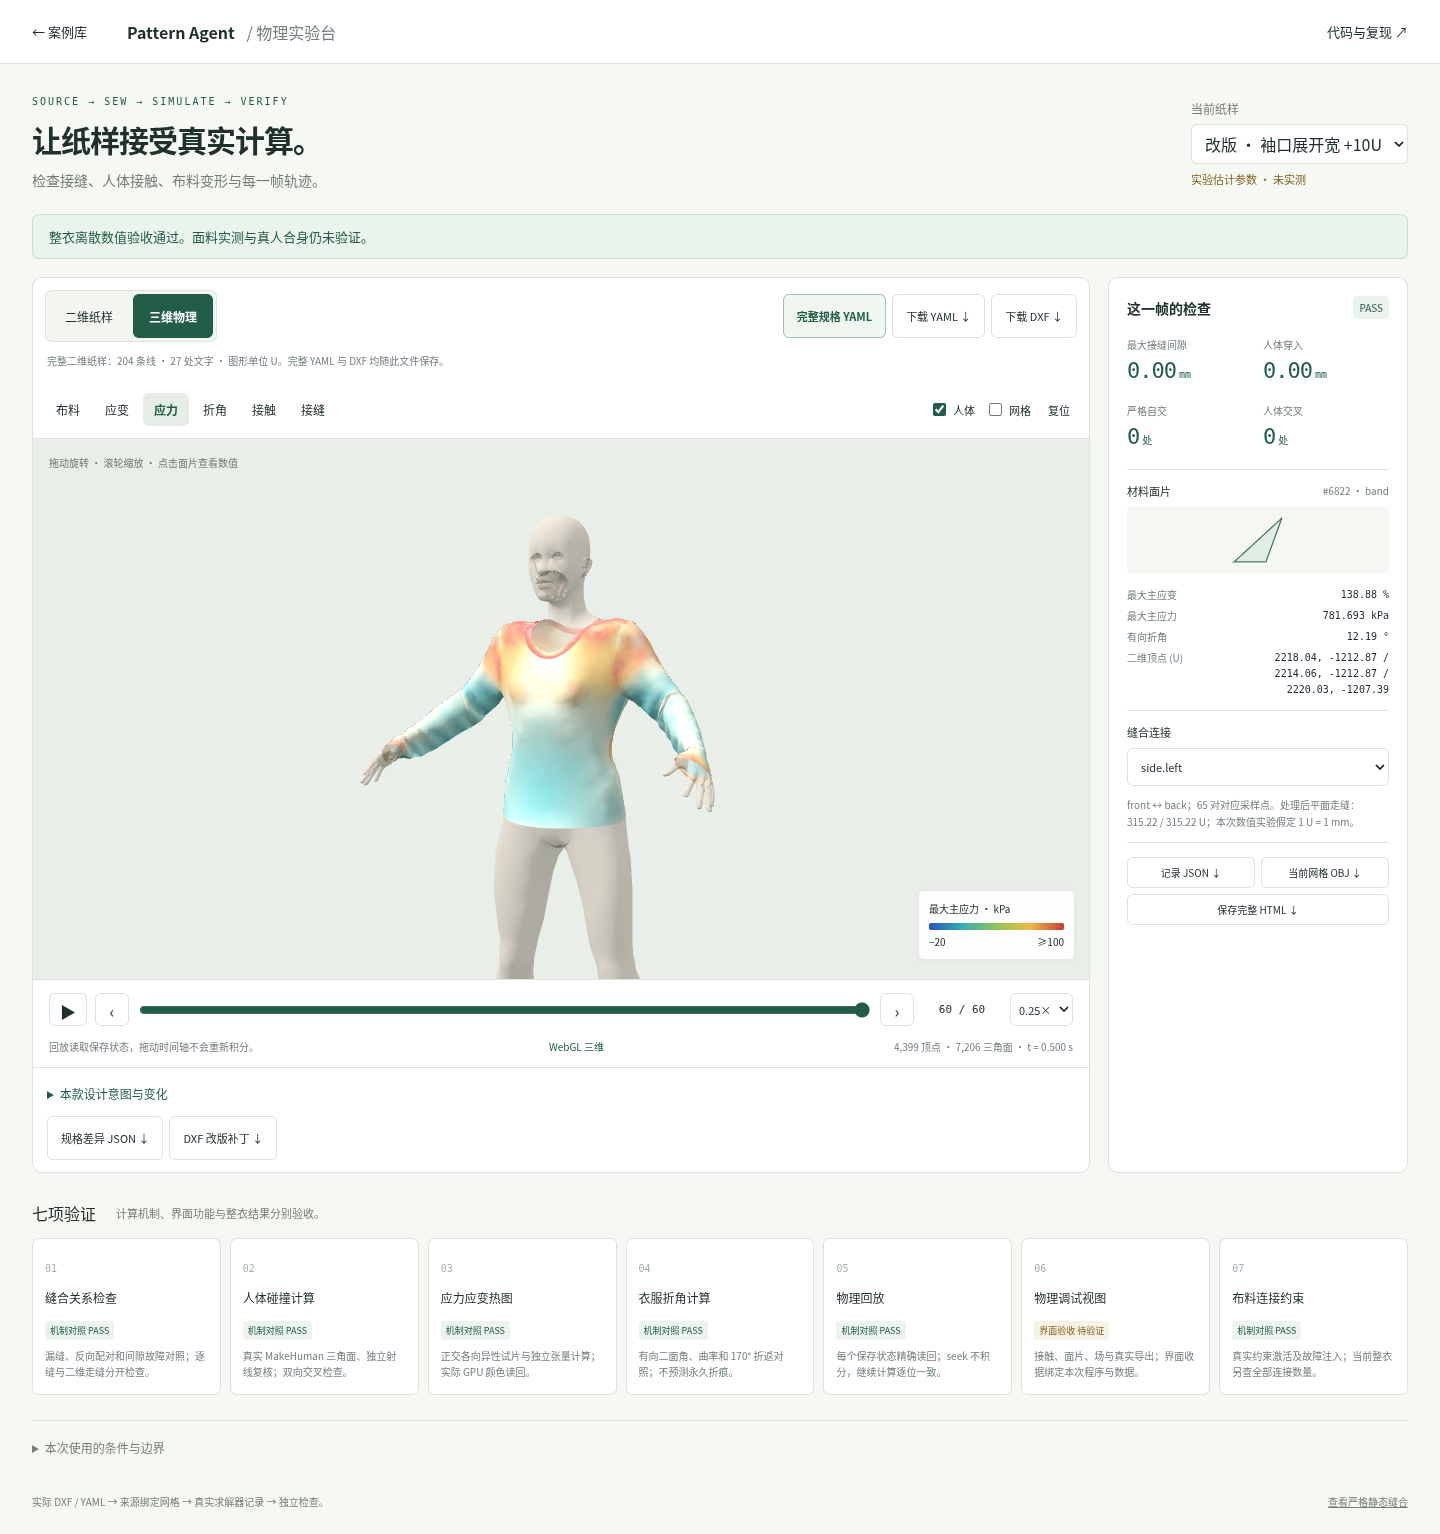 ← 案例库
Pattern Agent / 物理实验台
代码与复现 ↗
SOURCE → SEW → SIMULATE → VERIFY
让纸样接受真实计算。
检查接缝、人体接触、布料变形与每一帧轨迹。
当前纸样
改版 · 袖口展开宽 +10U
实验估计参数 · 未实测
整衣离散数值验收通过。面料实测与真人合身仍未验证。
二维纸样
三维物理
完整规格 YAML
下载 YAML ↓
下载 DXF ↓
完整二维纸样：204 条线 · 27 处文字 · 图形单位 U。完整 YAML 与 DXF 均随此文件保存。
布料
应变
应力
折角
接触
接缝
人体
网格
复位
拖动旋转 · 滚轮缩放 · 点击面片查看数值
最大主应力 · kPa
−20
≥100
▶
‹
›
60 / 60
0.25×
回放读取保存状态，拖动时间轴不会重新积分。
WebGL 三维
4,399 顶点 · 7,206 三角面 · t = 0.500 s
▶ 本款设计意图与变化
规格差异 JSON ↓
DXF 改版补丁 ↓
这一帧的检查
PASS
最大接缝间隙
人体穿入
0.00 mm
0.00 mm
严格自交
人体交叉
0 处
0 处
材料面片
#6822 · band
最大主应变
138.88 %
最大主应力
781.693 kPa
有向折角
12.19 °
二维顶点 (U)
2218.04, -1212.87 /
2214.06, -1212.87 /
2220.03, -1207.39
缝合连接
side.left
front ↔ back；65 对对应采样点。处理后平面走缝：
315.22 / 315.22 U；本次数值实验假定 1 U = 1 mm。
记录 JSON ↓
当前网格 OBJ ↓
保存完整 HTML ↓
七项验证
计算机制、界面功能与整衣结果分别验收。
01
缝合关系检查
机制对照 PASS
漏缝、反向配对和间隙故障对照；逐
缝与二维走缝分开检查。
02
人体碰撞计算
机制对照 PASS
真实 MakeHuman 三角面、独立射
线复核；双向交叉检查。
03
应力应变热图
机制对照 PASS
正交各向异性试片与独立张量计算；
实际 GPU 颜色读回。
04
衣服折角计算
机制对照 PASS
有向二面角、曲率和 170° 折返对
照；不预测永久折痕。
05
物理回放
机制对照 PASS
每个保存状态精确读回；seek 不积
分，继续计算逐位一致。
06
物理调试视图
界面验收 待验证
接触、面片、场与真实导出；界面收
据绑定本次程序与数据。
07
布料连接约束
机制对照 PASS
真实约束激活及故障注入；当前整衣
另查全部连接数量。
▶ 本次使用的条件与边界
实际 DXF / YAML → 来源绑定网格 → 真实求解器记录 → 独立检查。
查看严格静态缝合